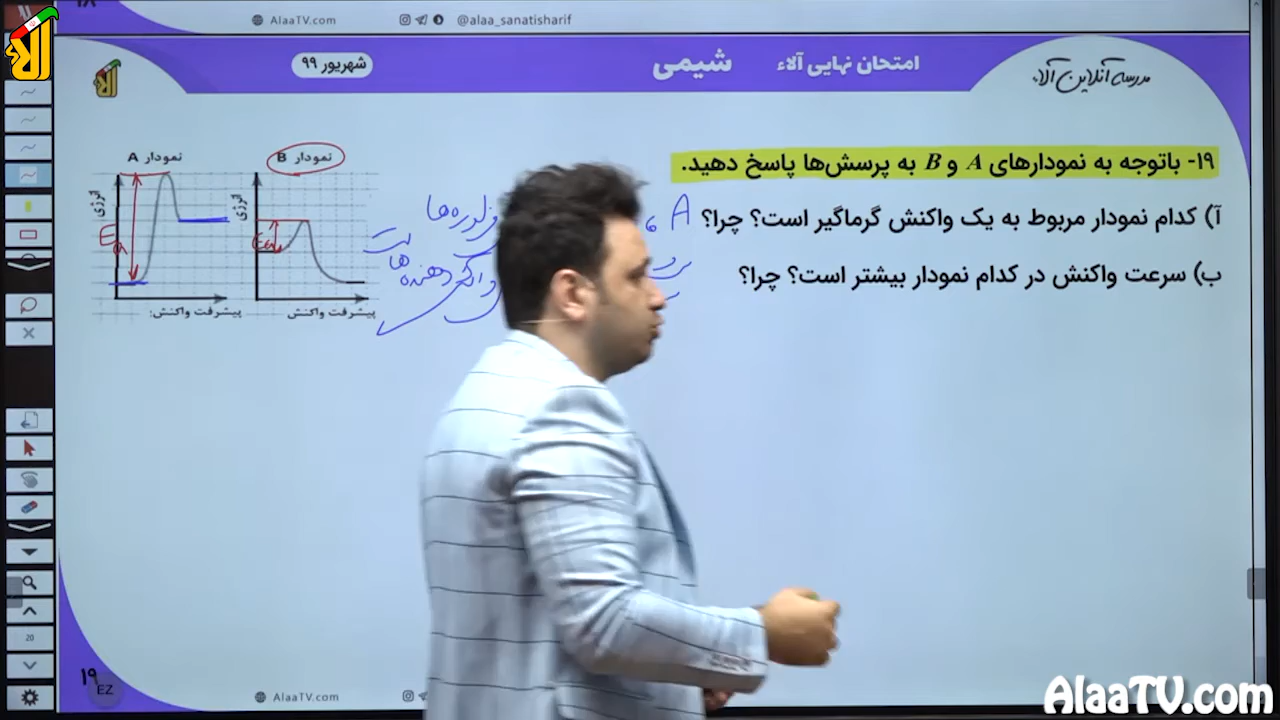 AlaaTV.com @alaa_sanatisharif
مدرسه آنلاین آلاء
امتحان نهایی آلاء شیمی شهریور ۹۹
۱۹- باتوجه به نمودارهای A و B به پرسش‌ها پاسخ دهید.
آ) کدام نمودار مربوط به یک واکنش گرماگیر است؟ چرا؟ A
ب) سرعت واکنش در کدام نمودار بیشتر است؟ چرا؟
نمودار B
انرژی
Ea
پیشرفت واکنش
نمودار A
انرژی
Ea
پیشرفت واکنش:
واکنش دهنده‌ها
20
۱۹
EZ
AlaaTV.com
AlaaTV.com